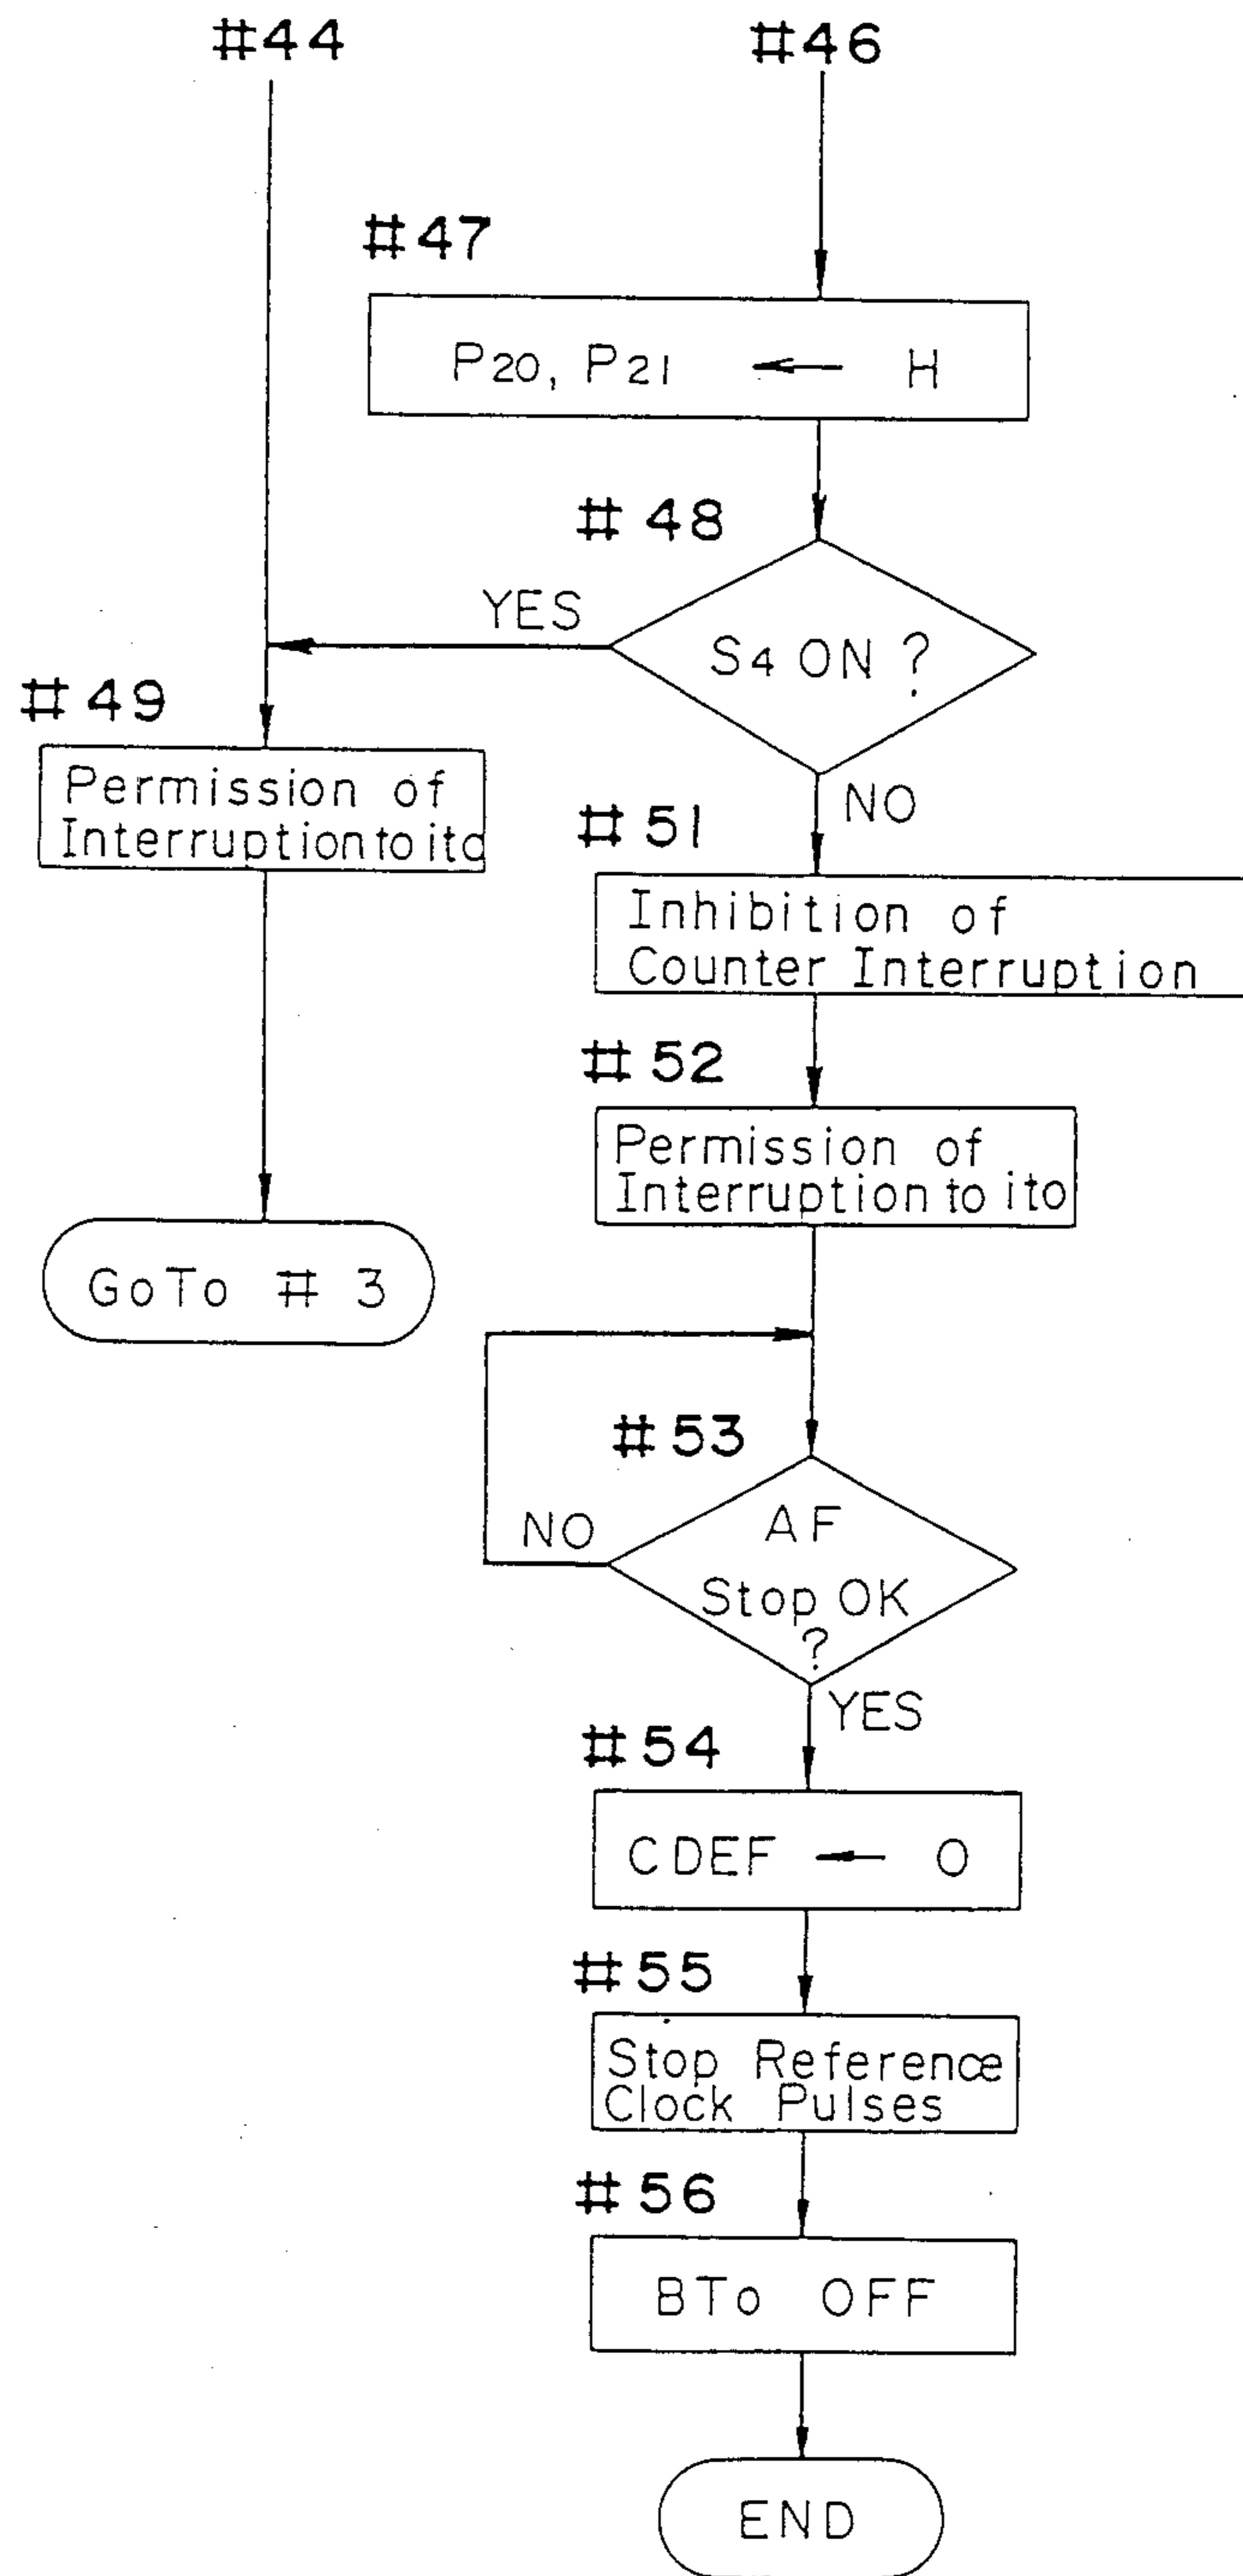 #44
#46
#47
P20, P21 ← H
#48
YES
S4 ON ?
#49
Permission of
Interruption to ito
NO
#51
Inhibition of
Counter Interruption
#52
Permission of
Interruption to ito
GoTo # 3
#53
NO
AF
Stop OK
?
YES
#54
CDEF ← O
#55
Stop Reference
Clock Pulses
#56
BTo OFF
END